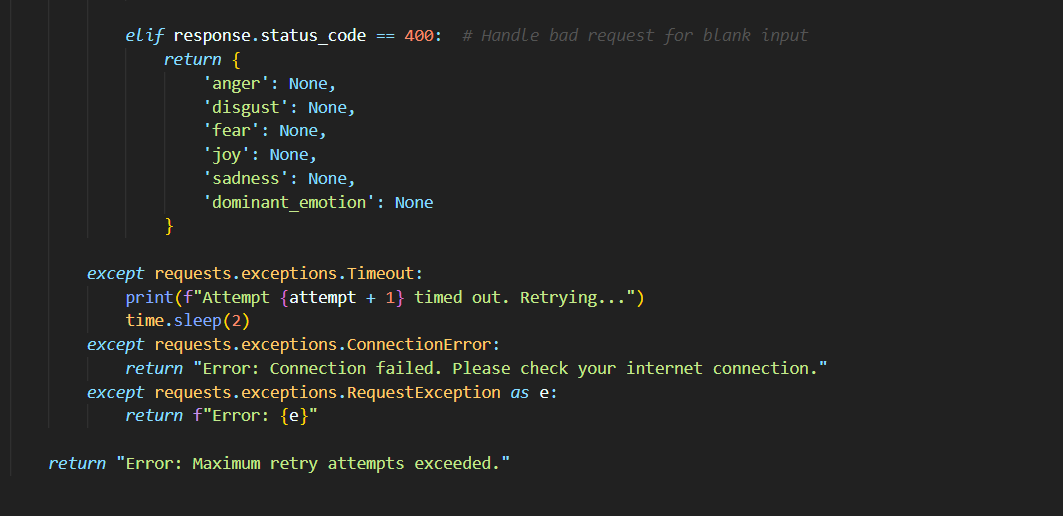 elif response.status_code == 400:  # Handle bad request for blank input
return {
'anger': None,
'disgust': None,
'fear': None,
'joy': None,
'sadness': None,
'dominant_emotion': None
}
except requests.exceptions.Timeout:
print(f"Attempt {attempt + 1} timed out. Retrying...")
time.sleep(2)
except requests.exceptions.ConnectionError:
return "Error: Connection failed. Please check your internet connection."
except requests.exceptions.RequestException as e:
return f"Error: {e}"
return "Error: Maximum retry attempts exceeded."